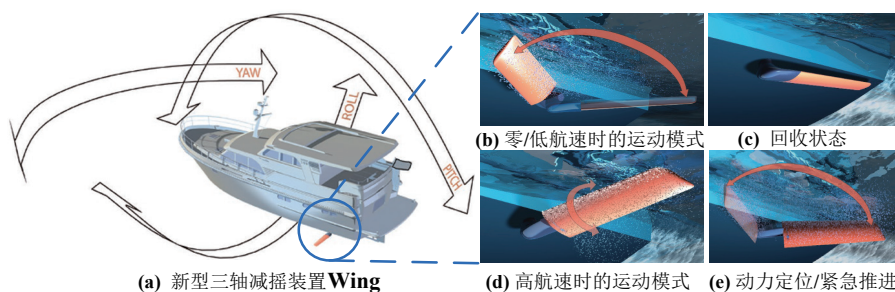 YAW
ROLL
PITCH
(b) 零/低航速时的运动模式
(c) 回收状态
(a) 新型三轴减摇装置Wing
(d) 高航速时的运动模式
(e) 动力定位/紧急推进